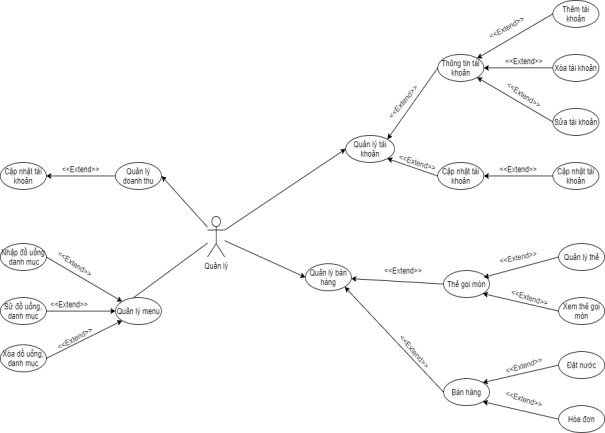 Thêm tài
khoản
<<Extend>>
Thông tin tài
khoản
<<Extend>>
Xóa tài khoản
<<Extend>>
Sửa tài khoản
<<Extend>>
Quản lý tài
khoản
<<Extend>>
Cập nhật tài
khoản
<<Extend>>
Cập nhật tài
khoản
Cập nhật tài
khoản
<<Extend>>
Quản lý
doanh thu
Quản lý
Nhập đồ uống,
danh mục
<<Extend>>
Sử đồ uống,
danh mục
<<Extend>>
Quản lý menu
Xóa dồ uống,
danh mục
<<Extend>>
Quản lý bán
hàng
<<Extend>>
Thẻ gọi món
<<Extend>>
Quản lý thẻ
<<Extend>>
Xem thẻ gọi
món
<<Extend>>
Bán hàng
<<Extend>>
Đặt nước
<<Extend>>
Hóa đơn